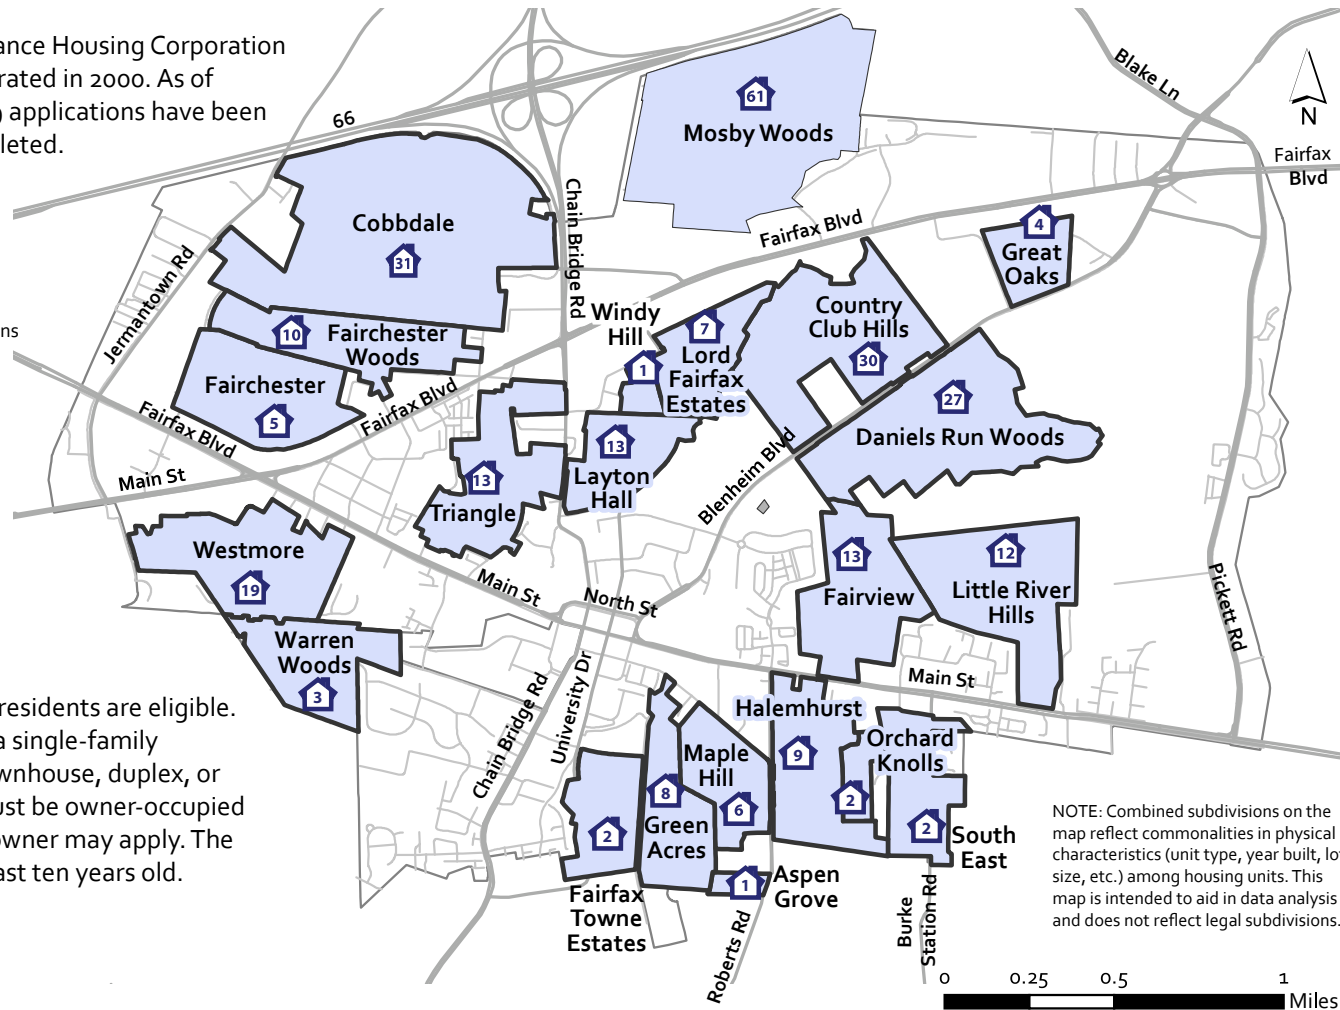 ance Housing Corporation
rated in 2000. As of
applications have been
leted.
66
Blake Ln
N
Fairfax
Blvd
61
Mosby Woods
Chain Bridge Rd
Cobbdale
31
Fairfax Blvd
4
Great
Oaks
Jermantown Rd
ns
10
Fairchester
Woods
Windy
Hill
1
7
Lord
Fairfax
Estates
Country
Club Hills
30
Fairchester
5
Fairfax Blvd
Fairfax Blvd
27
Daniels Run Woods
Main St
13
Triangle
13
Layton
Hall
Blenheim Blvd
Westmore
19
Main St
North St
13
Fairview
12
Little River
Hills
Pickett Rd
Warren
Woods
3
Main St
residents are eligible.
a single-family
wnhouse, duplex, or
ust be owner-occupied
owner may apply. The
ast ten years old.
Chain Bridge Rd
University Dr
Halemhurst
9
Orchard
Knolls
2
Maple
Hill
6
8
Green
Acres
2
Fairfax
Towne
Estates
1
Aspen
Grove
2
South
East
Roberts Rd
Burke
Station Rd
NOTE: Combined subdivisions on the
map reflect commonalities in physical
characteristics (unit type, year built, lo
size, etc.) among housing units. This
map is intended to aid in data analysis
and does not reflect legal subdivisions.
0 0.25 0.5 1
Miles